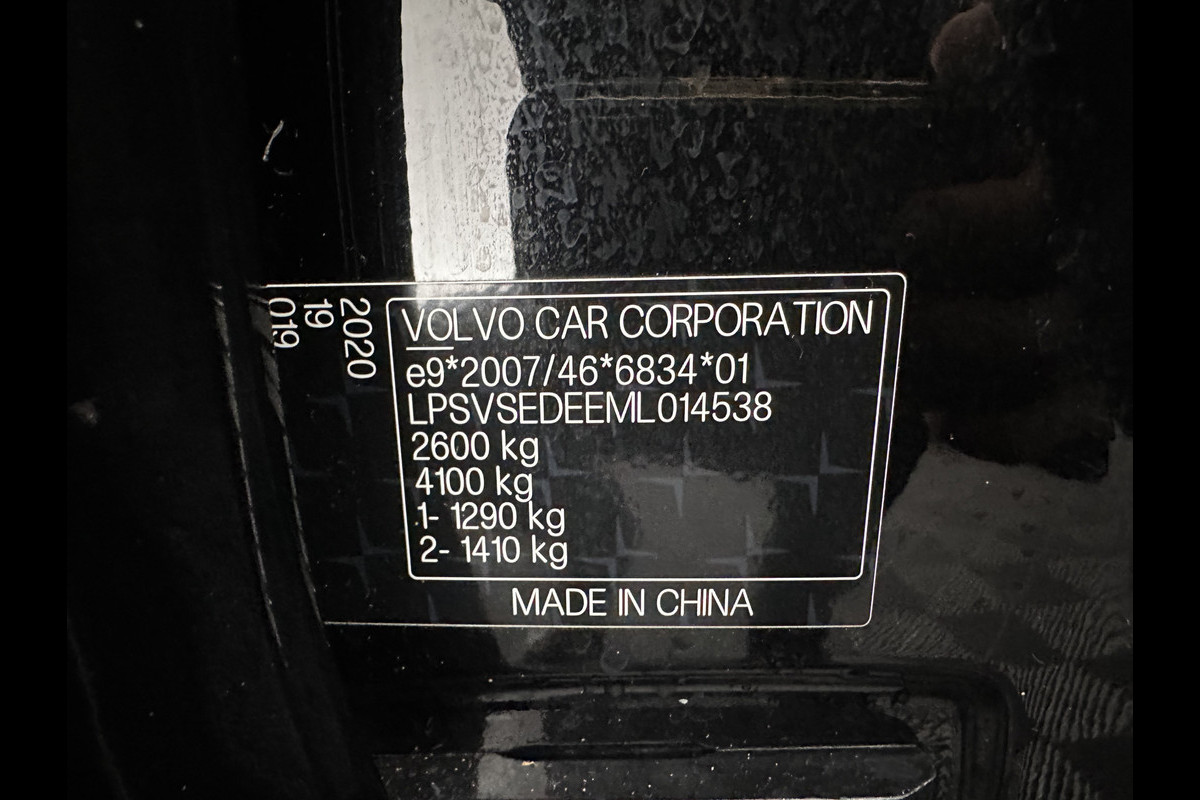 VOLVO CAR CORPORATION
e9*2007/46*6834*01
LPSVSEDEEML014538
2600 kg
4100 kg
1- 1290 kg
2- 1410 kg
MADE IN CHINA
2020
19
019